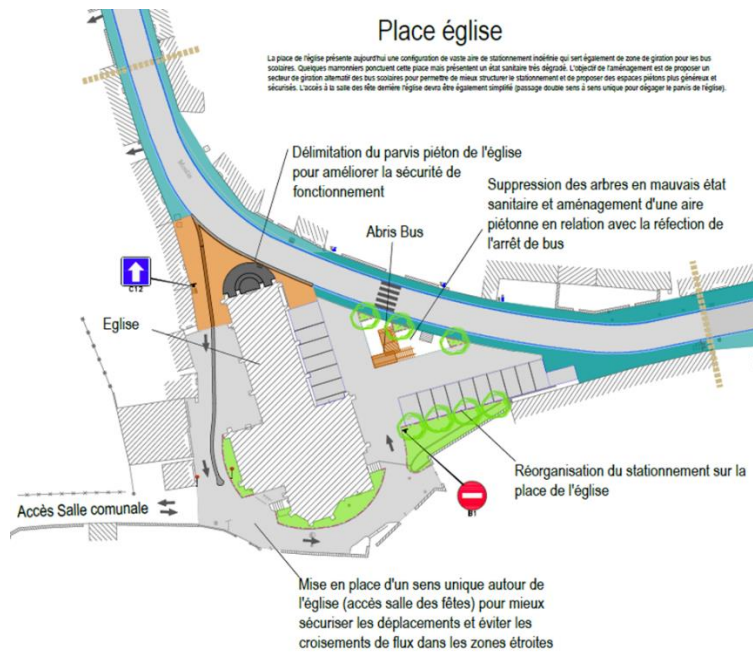 Place église
La place de l'église présente aujourd'hui une configuration de vaste aire de stationnement indéfinie qui sert également de zone de giration pour les bus
scolaires. Quelques marronniers ponctuent cette place mais présentent un état sanitaire très dégradé. L'objectif de l'aménagement est de proposer un
secteur de giration alternatif des bus scolaires pour permettre de mieux structurer le stationnement et de proposer des espaces piétons plus généreux et
sécurisés. L'accès à la salle des fête derrière l'église devra être également simplifié (passage double sens à sens unique pour dégager le parvis de l'église).
Délimitation du parvis piéton de l'église
pour améliorer la sécurité de
fonctionnement
Suppression des arbres en mauvais état
sanitaire et aménagement d'une aire
piétonne en relation avec la réfection de
l'arrêt de bus
Abris Bus
C12
Eglise
Réorganisation du stationnement sur la
place de l'église
B1
Accès Salle comunale
Mise en place d'un sens unique autour de
l'église (accés salle des fêtes) pour mieux
sécuriser les déplacements et éviter les
croisements de flux dans les zones étroites